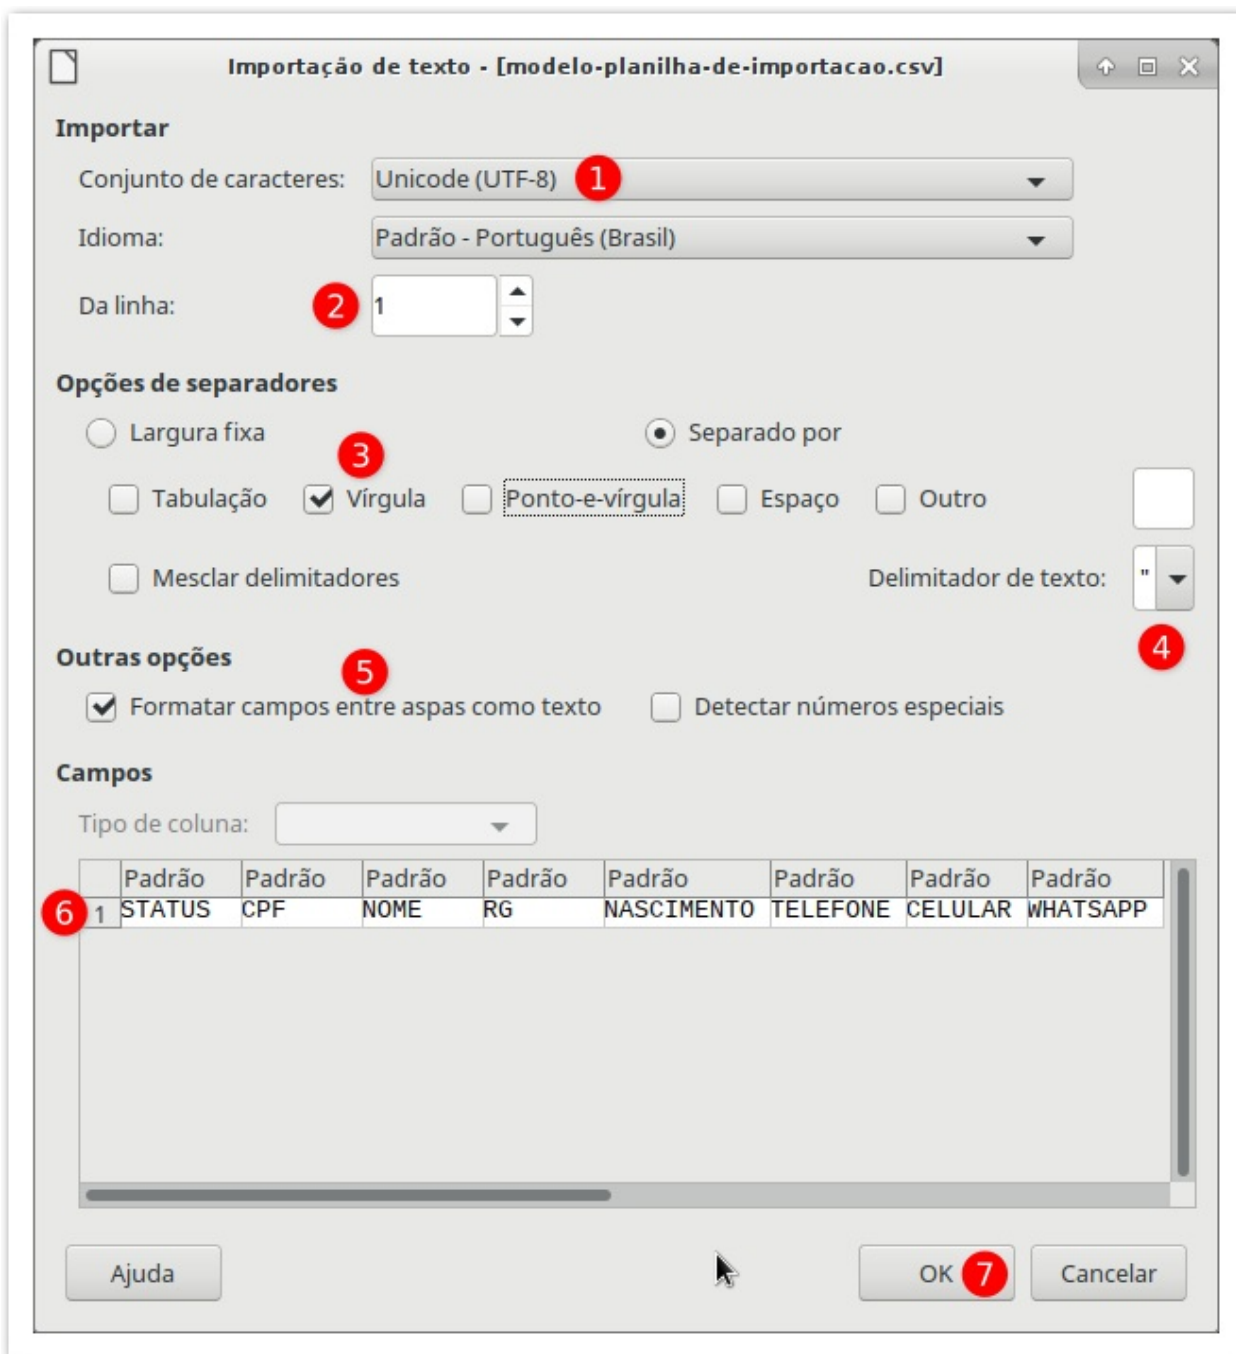 Importação de texto - [modelo-planilha-de-importacao.csv]
Importar
Conjunto de caracteres: Unicode (UTF-8) 1
Idioma: Padrão - Português (Brasil)
Da linha: 2 1
Opções de separadores
Largura fixa Separado por
3
Tabulação Vírgula Ponto-e-vírgula Espaço Outro
Mesclar delimitadores Delimitador de texto: "
4
Outras opções
5
Formatar campos entre aspas como texto Detectar números especiais
Campos
Tipo de coluna:
Padrão Padrão Padrão Padrão Padrão Padrão Padrão Padrão
6 1 STATUS CPF NOME RG NASCIMENTO TELEFONE CELULAR WHATSAPP
Ajuda OK 7 Cancelar